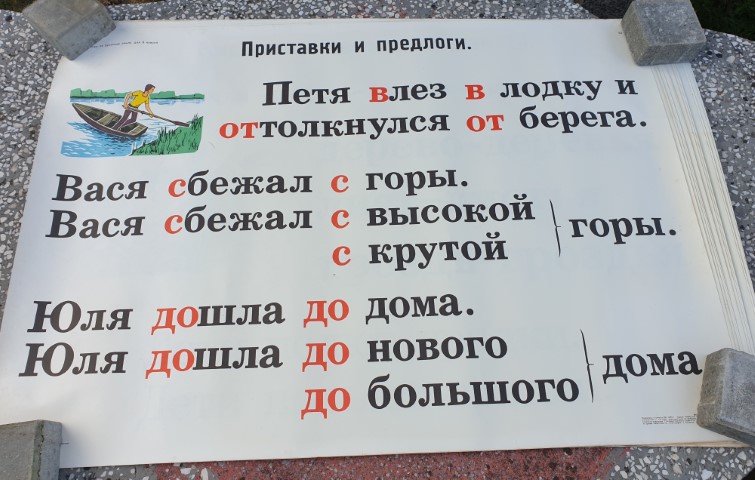 Приставки и предлоги.
Петя влез в лодку и
оттолкнулся от берега.
Вася сбежал с горы.
Вася сбежал с высокой
с крутой
горы.
Юля дошла до дома.
Юля дошла до нового
до большого
дома